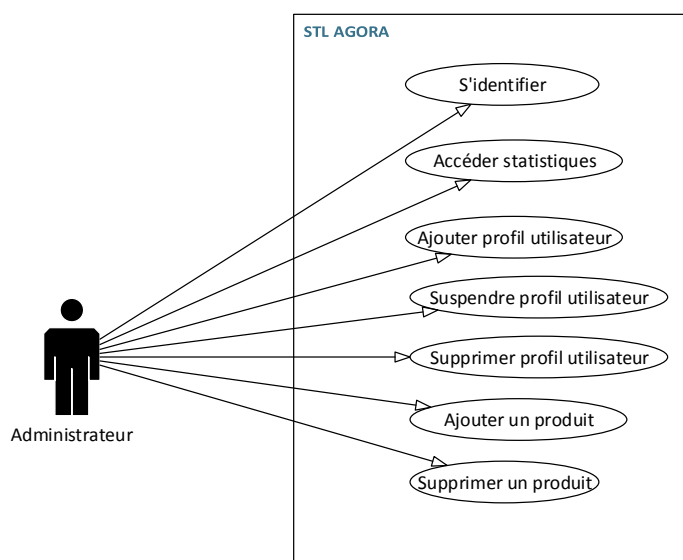 STL AGORA
S'identifier
Accéder statistiques
Ajouter profil utilisateur
Suspendre profil utilisateur
Supprimer profil utilisateur
Ajouter un produit
Supprimer un produit
Administrateur